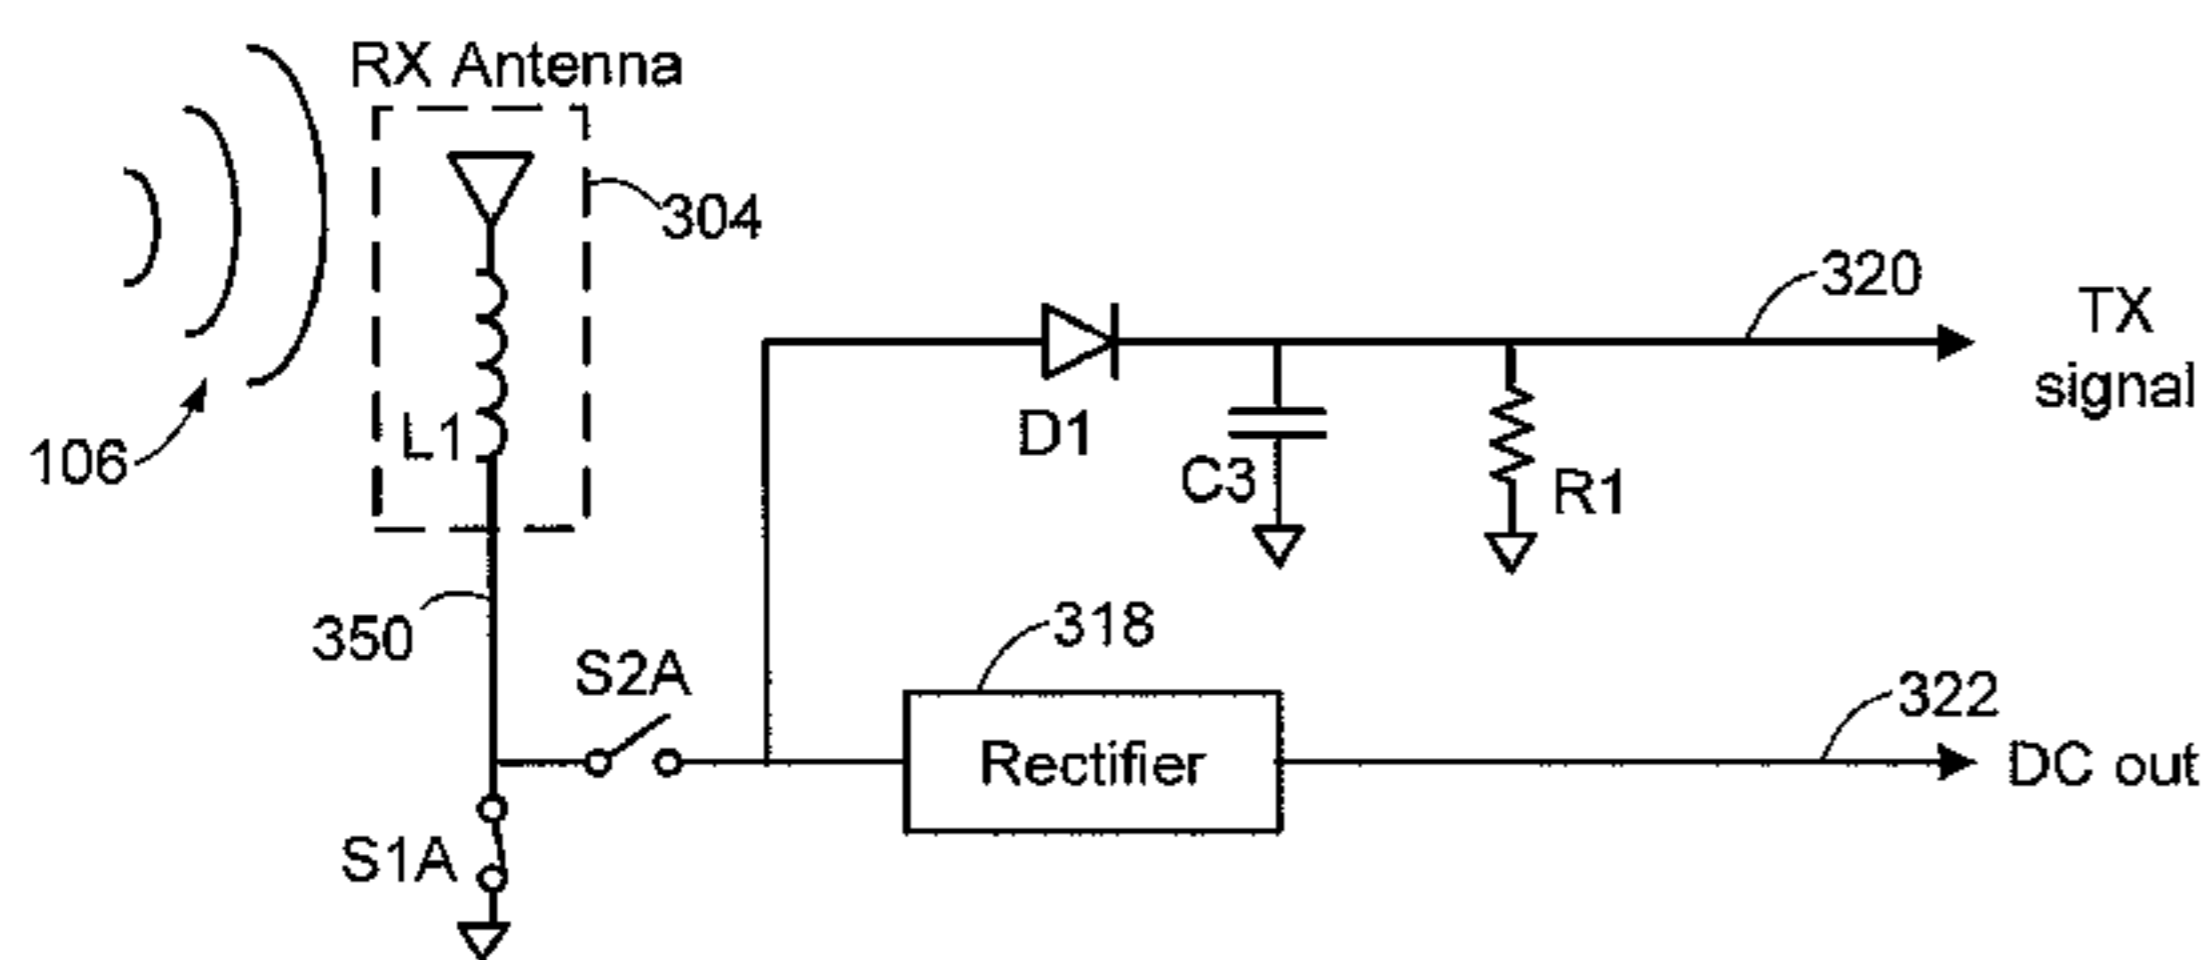 RX Antenna
304
320
TX
signal
L1
D1
106
C3
R1
350
318
S2A
322
Rectifier
DC out
S1A